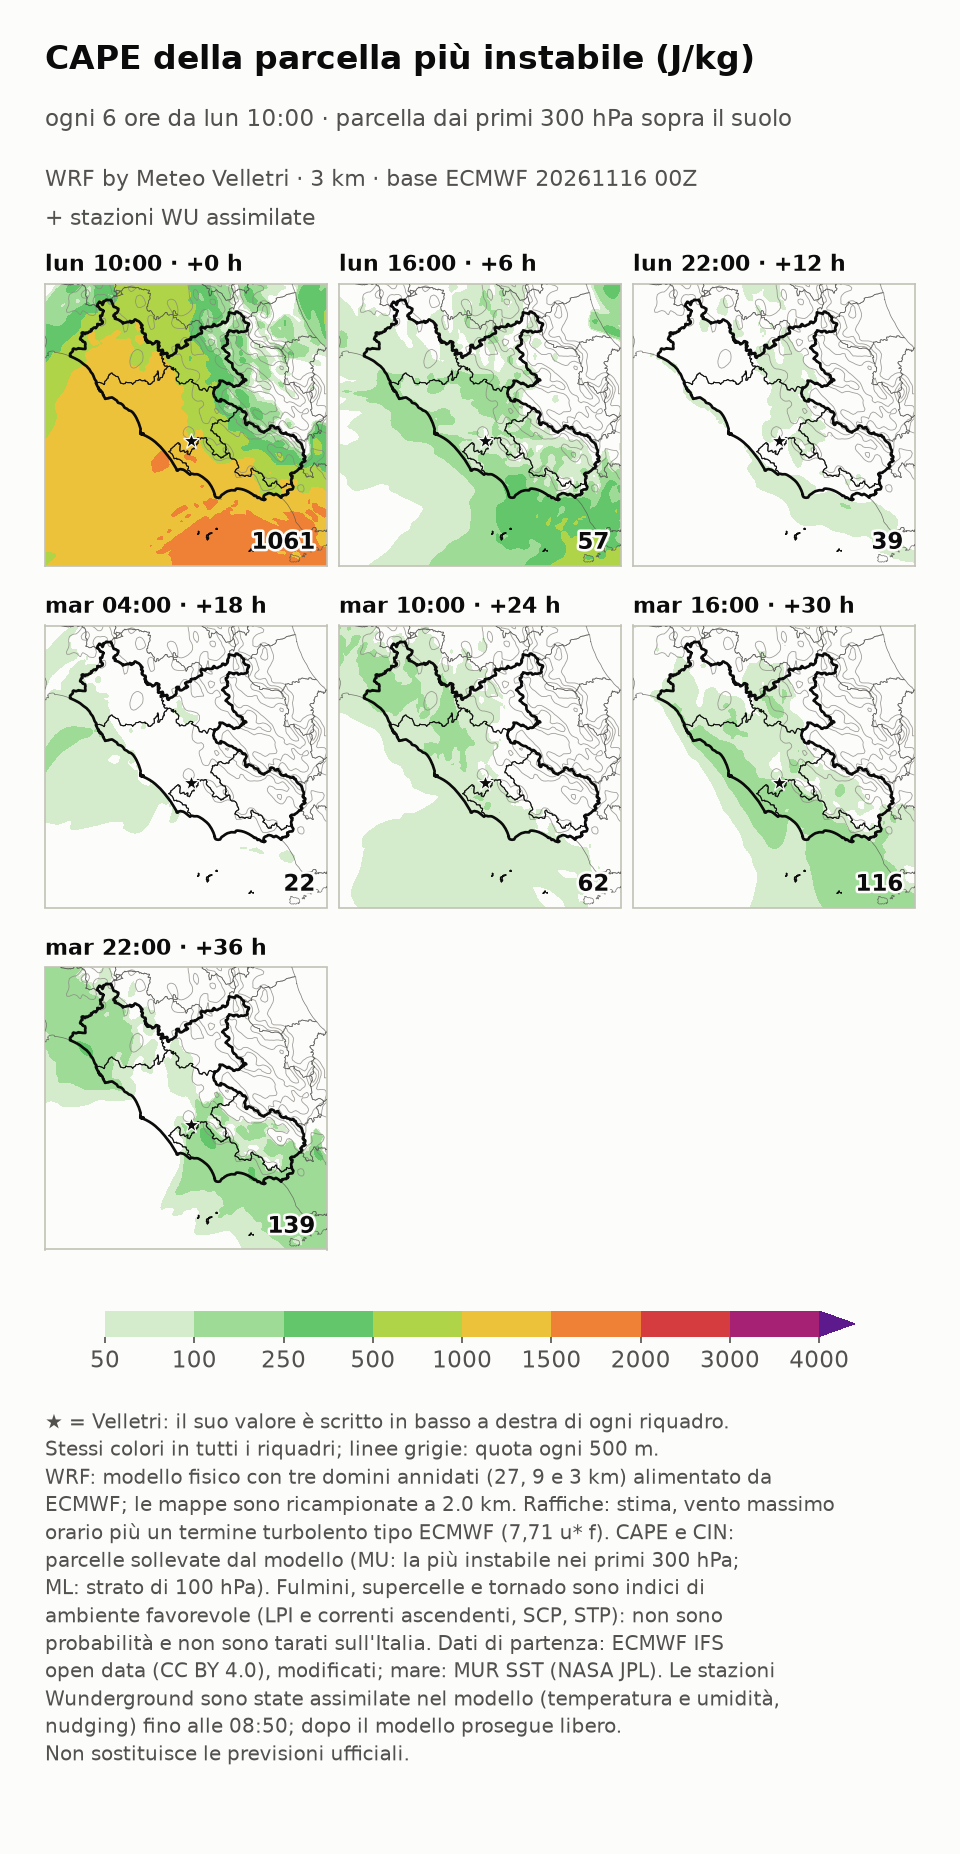 CAPE della parcella più instabile (J/kg)
ogni 6 ore da lun 10:00 · parcella dai primi 300 hPa sopra il suolo
WRF by Meteo Velletri · 3 km · base ECMWF 20261116 00Z
+ stazioni WU assimilate
lun 10:00 · +0 h
lun 16:00 · +6 h
lun 22:00 · +12 h
1061
57
39
mar 04:00 · +18 h
mar 10:00 · +24 h
mar 16:00 · +30 h
22
62
116
mar 22:00 · +36 h
139
50 100 250 500 1000 1500 2000 3000 4000
★ = Velletri: il suo valore è scritto in basso a destra di ogni riquadro.
Stessi colori in tutti i riquadri; linee grigie: quota ogni 500 m.
WRF: modello fisico con tre domini annidati (27, 9 e 3 km) alimentato da
ECMWF; le mappe sono ricampionate a 2.0 km. Raffiche: stima, vento massimo
orario più un termine turbolento tipo ECMWF (7,71 u* f). CAPE e CIN:
parcelle sollevate dal modello (MU: la più instabile nei primi 300 hPa;
ML: strato di 100 hPa). Fulmini, supercelle e tornado sono indici di
ambiente favorevole (LPI e correnti ascendenti, SCP, STP): non sono
probabilità e non sono tarati sull'Italia. Dati di partenza: ECMWF IFS
open data (CC BY 4.0), modificati; mare: MUR SST (NASA JPL). Le stazioni
Wunderground sono state assimilate nel modello (temperatura e umidità,
nudging) fino alle 08:50; dopo il modello prosegue libero.
Non sostituisce le previsioni ufficiali.